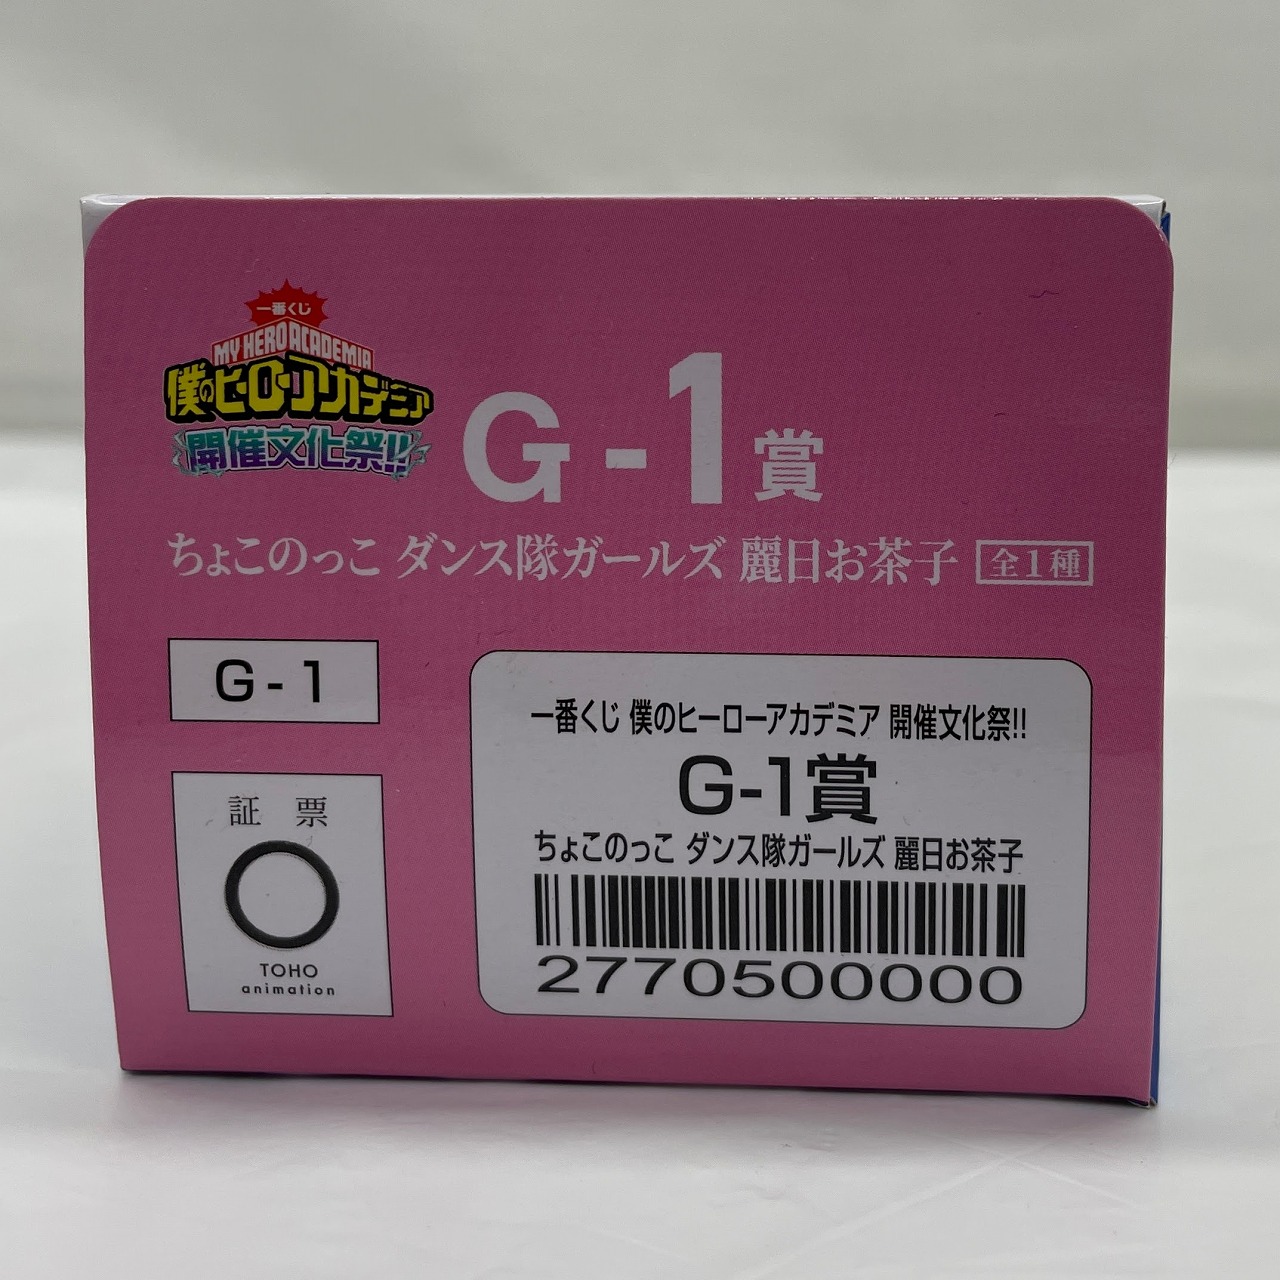 一番くじ
MY HERO ACADEMIA
僕のヒーローアカデミア
開催文化祭!!
G-1賞
ちょこのっこ ダンス隊ガールズ 麗日お茶子 全1種
G-1
証票
TOHO
animation
一番くじ 僕のヒーローアカデミア 開催文化祭!!
G-1賞
ちょこのっこ ダンス隊ガールズ 麗日お茶子
2770500000000